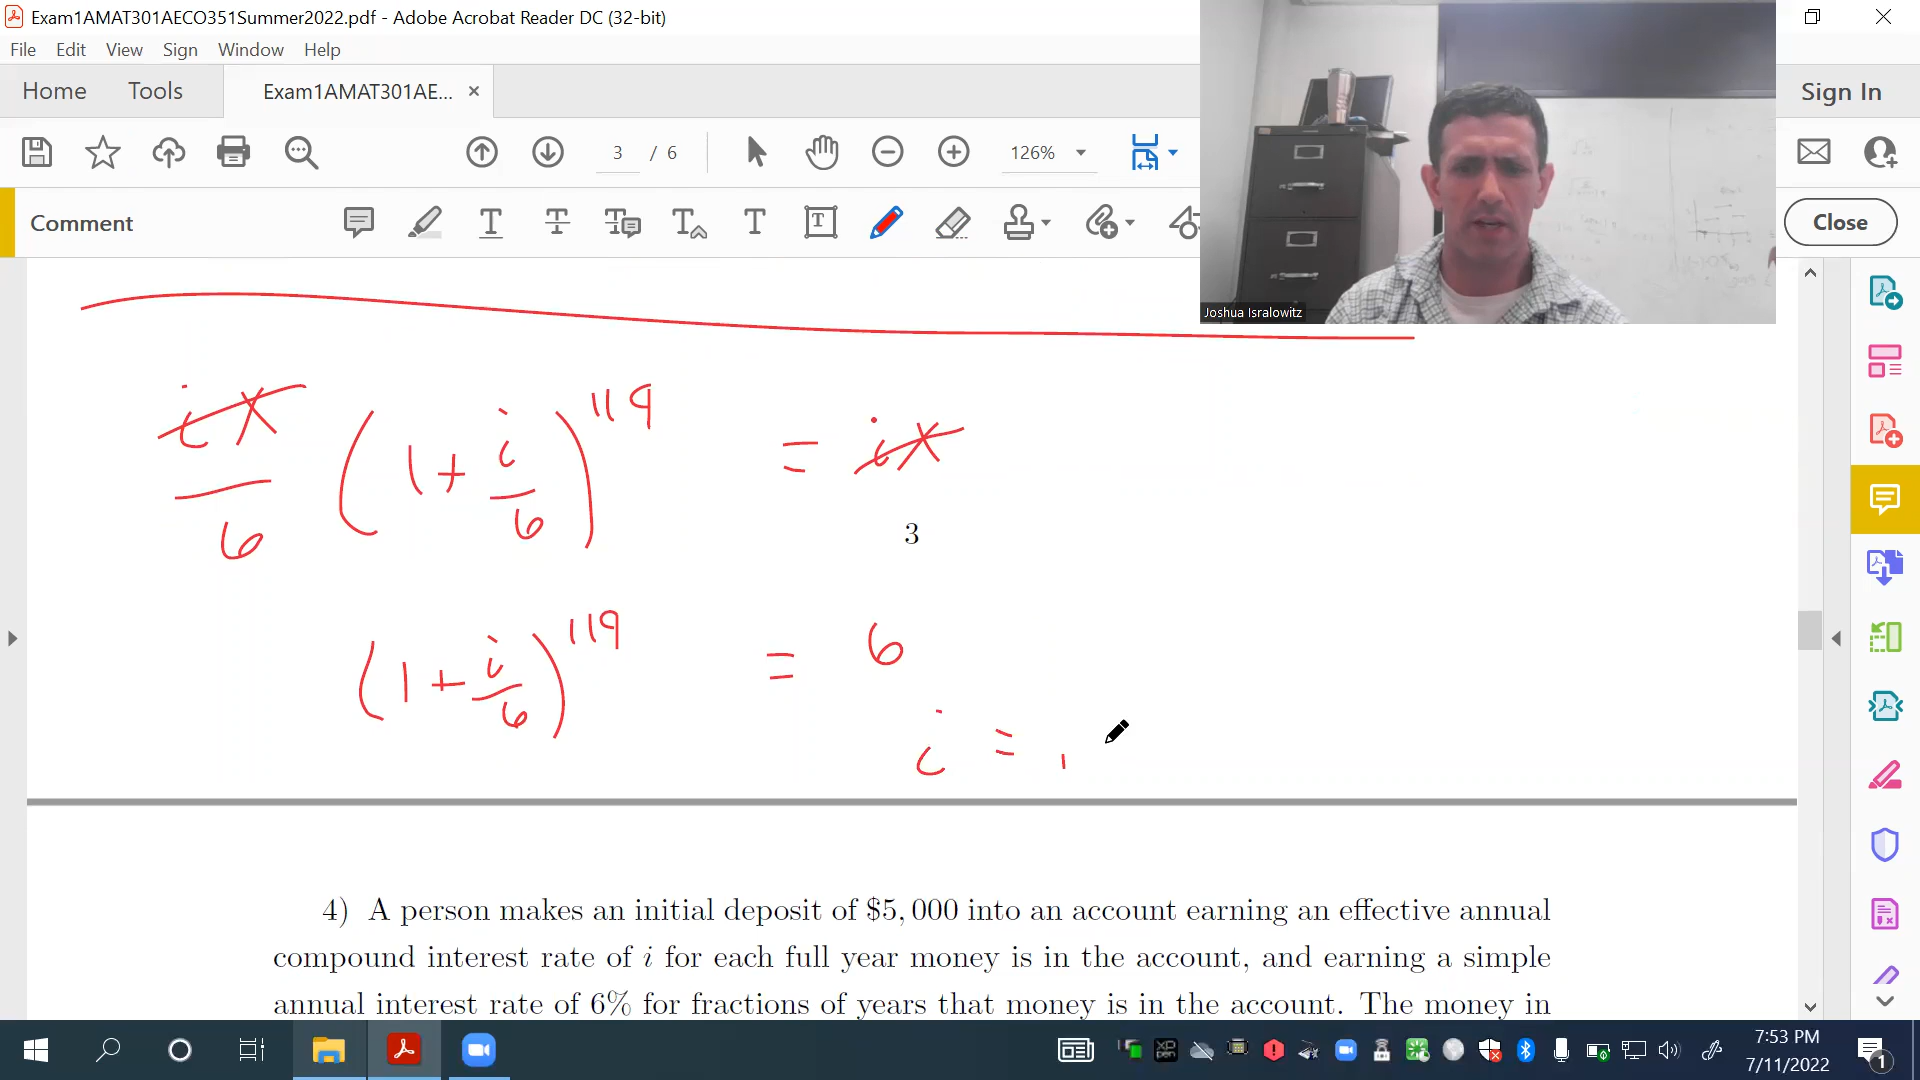 Exam1AMAT301AECO351Summer2022.pdf - Adobe Acrobat Reader DC (32-bit)
File Edit View Sign Window Help
Home Tools Exam1AMAT301AE... × Sign In
3 / 6 126%
Comment Close
Joshua Isralowitz
iX/6 (1 + i/6)^119 = iX
3
(1 + i/6)^119 = 6
i = .
4) A person makes an initial deposit of $5,000 into an account earning an effective annual
compound interest rate of i for each full year money is in the account, and earning a simple
annual interest rate of 6% for fractions of years that money is in the account. The money in
7:53 PM
7/11/2022
1